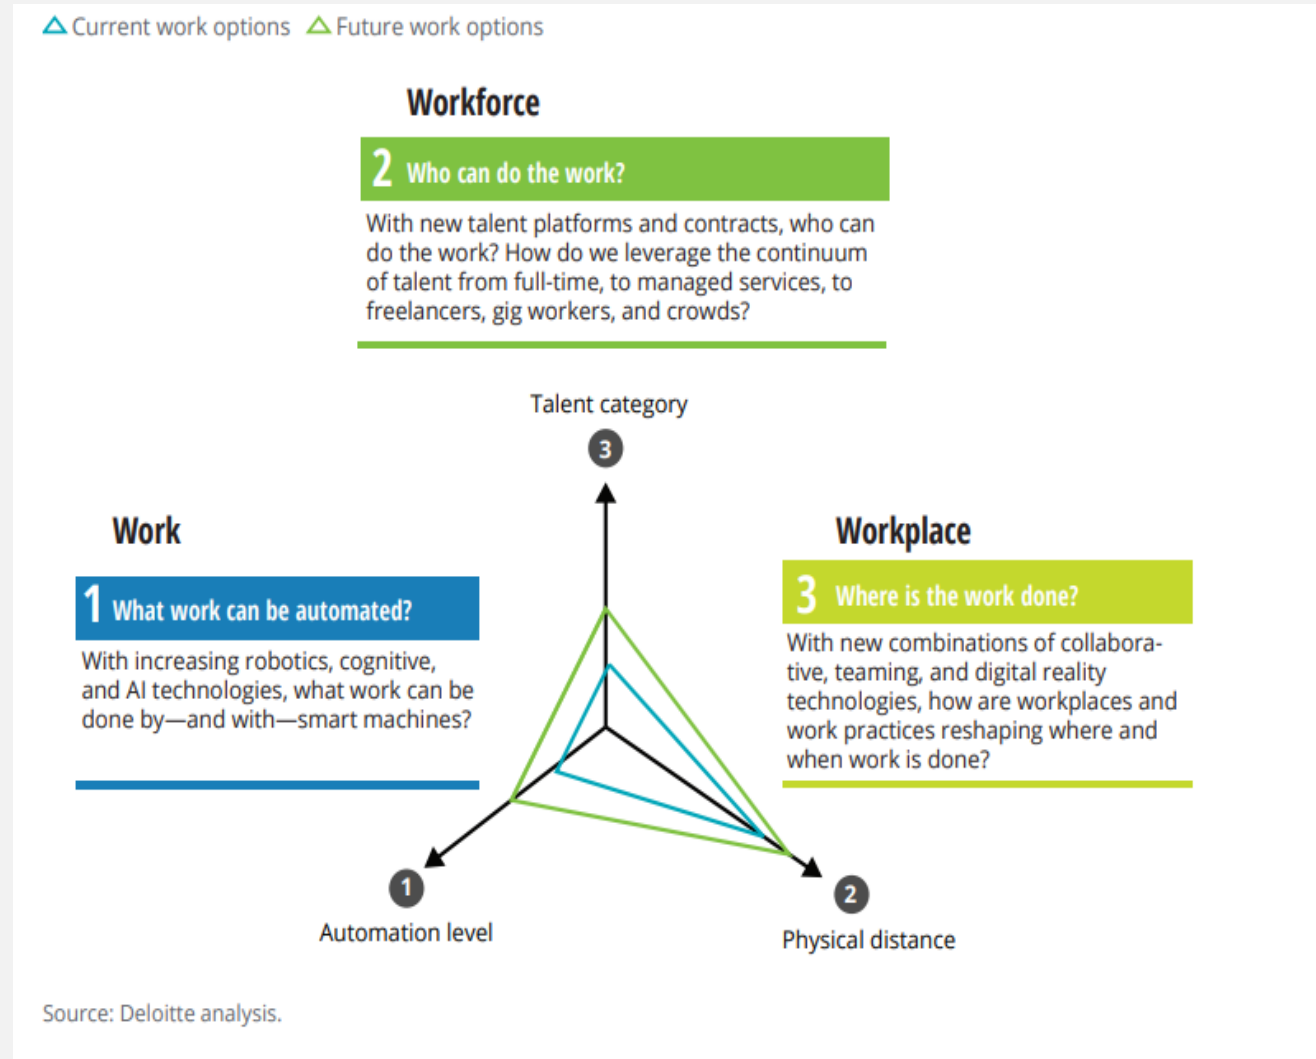 Current work options Future work options
Workforce
2 Who can do the work?
With new talent platforms and contracts, who can
do the work? How do we leverage the continuum
of talent from full-time, to managed services, to
freelancers, gig workers, and crowds?
Talent category
3
Work
1 What work can be automated?
With increasing robotics, cognitive,
and AI technologies, what work can be
done by—and with—smart machines?
Workplace
3 Where is the work done?
With new combinations of collabora-
tive, teaming, and digital reality
technologies, how are workplaces and
work practices reshaping where and
when work is done?
1
Automation level
2
Physical distance
Source: Deloitte analysis.